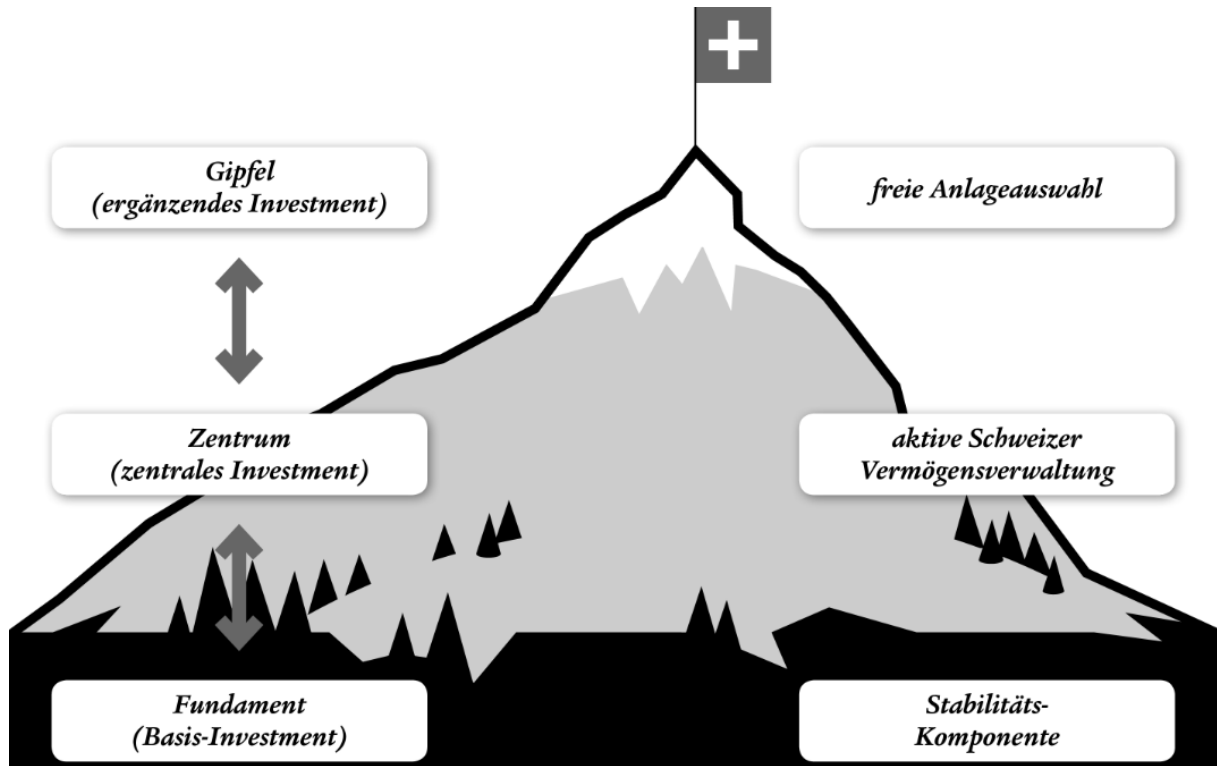 Gipfel
(ergänzendes Investment)
freie Anlageauswahl
Zentrum
(zentrales Investment)
aktive Schweizer
Vermögensverwaltung
Fundament
(Basis-Investment)
Stabilitäts-
Komponente